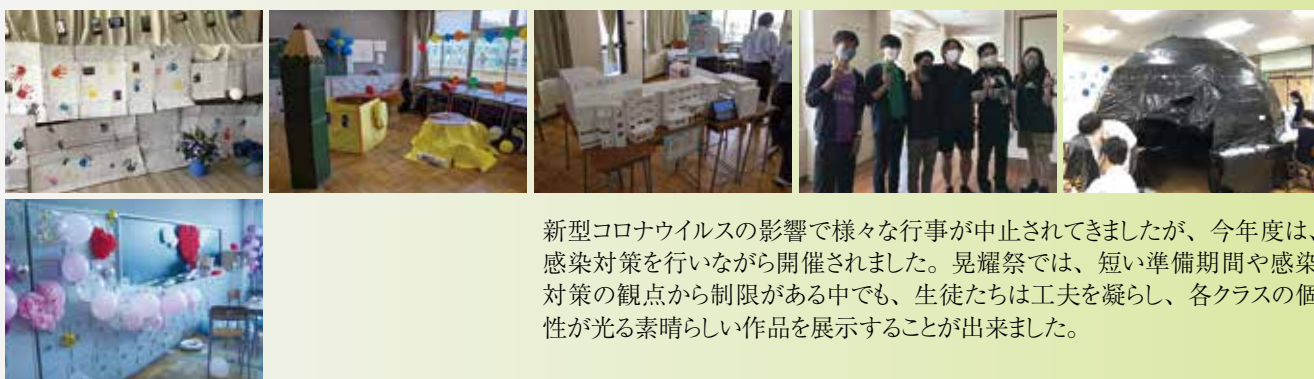 新型コロナウイルスの影響で様々な行事が中止されてきましたが、今年度は、
感染対策を行いながら開催されました。晃耀祭では、短い準備期間や感染
対策の観点から制限がある中でも、生徒たちは工夫を凝らし、各クラスの個
性が光る素晴らしい作品を展示することが出来ました。